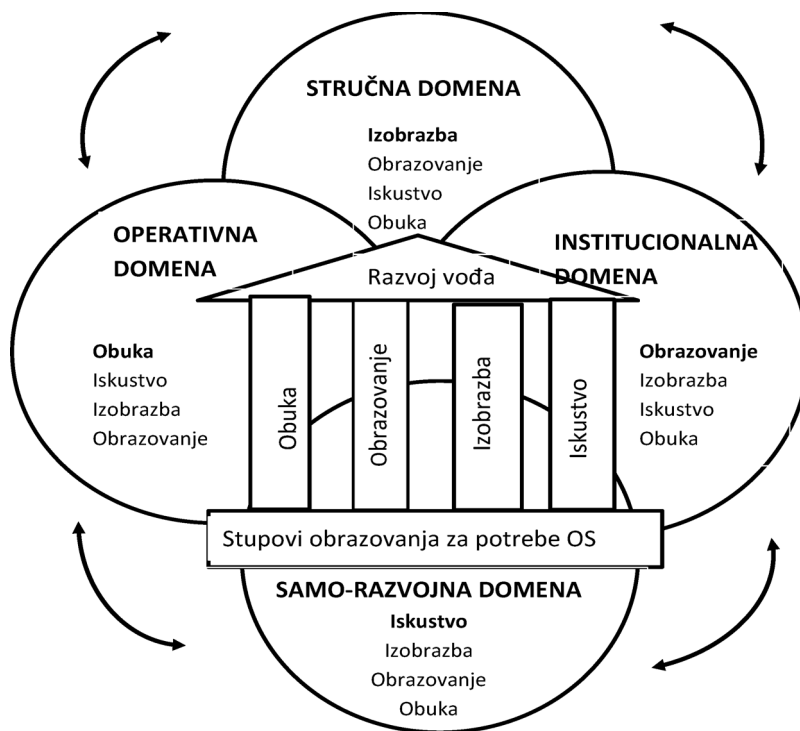 STRUČNA DOMENA
Izobrazba
Obrazovanje
Iskustvo
Obuka
OPERATIVNA
DOMENA
Obuka
Iskustvo
Izobrazba
Obrazovanje
INSTITUCIONALNA
DOMENA
Obrazovanje
Izobrazba
Iskustvo
Obuka
Razvoj vođa
Obuka
Obrazovanje
Izobrazba
Iskustvo
Stupovi obrazovanja za potrebe OS
SAMO-RAZVOJNA DOMENA
Iskustvo
Izobrazba
Obrazovanje
Obuka